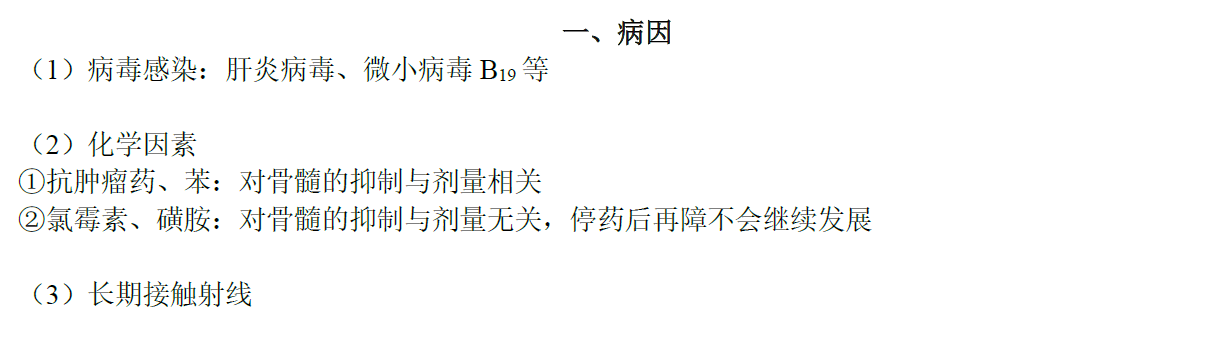 一、病因
（1）病毒感染：肝炎病毒、微小病毒 B₁₉ 等
（2）化学因素
①抗肿瘤药、苯：对骨髓的抑制与剂量相关
②氯霉素、磺胺：对骨髓的抑制与剂量无关，停药后再障不会继续发展
（3）长期接触射线